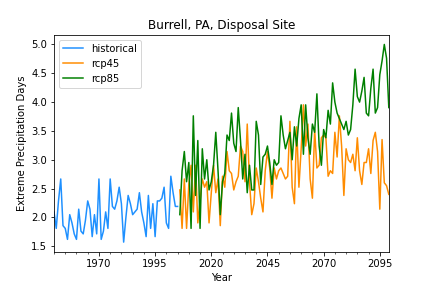 Burrell, PA, Disposal Site
historical
rcp45
rcp85
Extreme Precipitation Days
5.0
4.5
4.0
3.5
3.0
2.5
2.0
1.5
1970 1995 2020 2045 2070 2095
Year